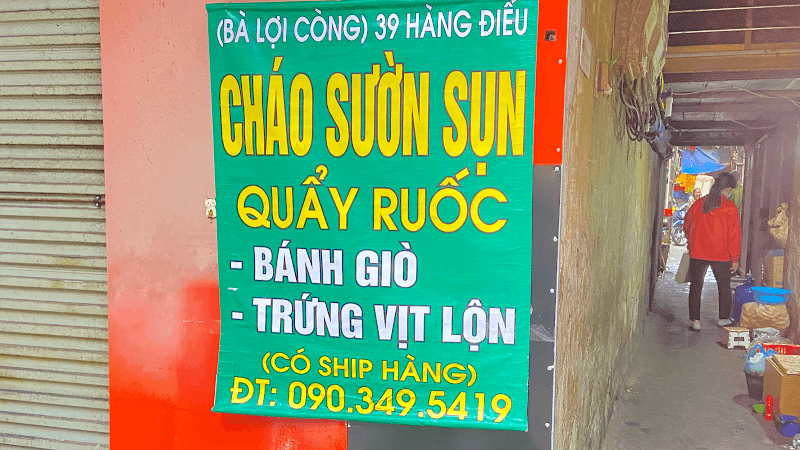 (BÀ LỢI CÒNG) 39 HÀNG ĐIẾU
CHÁO SƯỜN SỤN
QUẨY RUỐC
- BÁNH GIÒ
- TRỨNG VỊT LỘN
(CÓ SHIP HÀNG)
ĐT: 090.349.5419